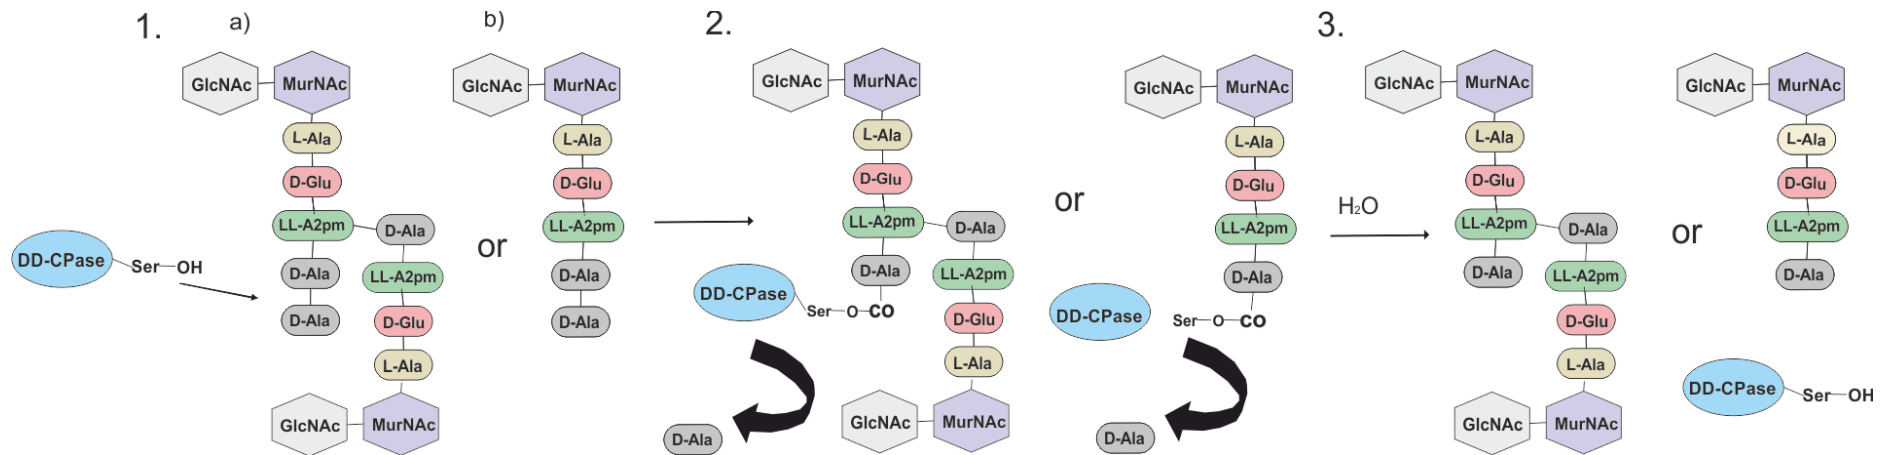 1.
a)
GlcNAc
MurNAc
L-Ala
D-Glu
LL-A2pm
D-Ala
D-Ala
D-Ala
LL-A2pm
D-Glu
L-Ala
GlcNAc
MurNAc
DD-CPase
Ser
OH
or
b)
GlcNAc
MurNAc
L-Ala
D-Glu
LL-A2pm
D-Ala
D-Ala
2.
GlcNAc
MurNAc
L-Ala
D-Glu
LL-A2pm
D-Ala
D-Ala
LL-A2pm
D-Glu
L-Ala
GlcNAc
MurNAc
DD-CPase
Ser
O
CO
D-Ala
or
GlcNAc
MurNAc
L-Ala
D-Glu
LL-A2pm
D-Ala
DD-CPase
Ser
O
CO
D-Ala
3.
H2O
GlcNAc
MurNAc
L-Ala
D-Glu
LL-A2pm
D-Ala
D-Ala
LL-A2pm
D-Glu
L-Ala
GlcNAc
MurNAc
or
GlcNAc
MurNAc
L-Ala
D-Glu
LL-A2pm
D-Ala
DD-CPase
Ser
OH